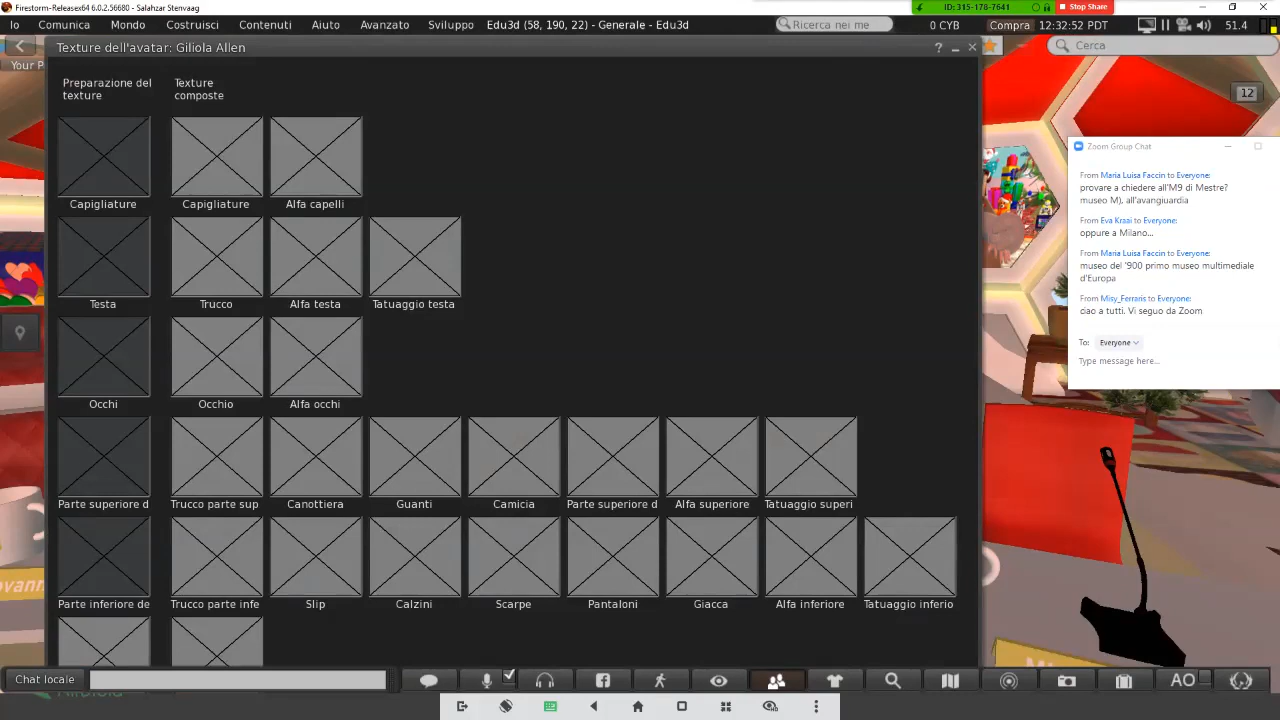 Firestorm-Releasex64 6.0.2.56680 - Salahzar Stenvaag
ID: 315-178-7641
Stop Share
Io Comunica Mondo Costruisci Contenuti Aiuto Avanzato Sviluppo Edu3d (58, 190, 22) - Generale - Edu3d
Ricerca nei me
0 CYB Compra 12:32:52 PDT 51.4
Texture dell'avatar: Giliola Allen
Cerca
Your P
12
Preparazione del
texture
Texture
composte
Capigliature Capigliature Alfa capelli
Testa Trucco Alfa testa Tatuaggio testa
Occhi Occhio Alfa occhi
Parte superiore d Trucco parte sup Canottiera Guanti Camicia Parte superiore d Alfa superiore Tatuaggio superi
Parte inferiore de Trucco parte infe Slip Calzini Scarpe Pantaloni Giacca Alfa inferiore Tatuaggio inferio
Zoom Group Chat
From Maria Luisa Faccin to Everyone:
provare a chiedere all'M9 di Mestre?
museo M), all'avangiuardia
From Eva Kraai to Everyone:
oppure a Milano...
From Maria Luisa Faccin to Everyone:
museo del '900 primo museo multimediale
d'Europa
From Misy_Ferraris to Everyone:
ciao a tutti. Vi seguo da Zoom
To: Everyone
Type message here...
Chat locale
AO